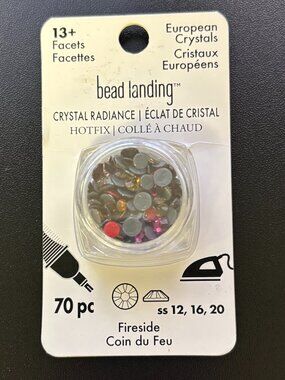 13+
Facets
Facettes
European
Crystals
Cristaux
Européens
bead landing™
CRYSTAL RADIANCE | ÉCLAT DE CRISTAL
HOTFIX | COLLÉ À CHAUD
70 pc
ss 12, 16, 20
Fireside
Coin du Feu